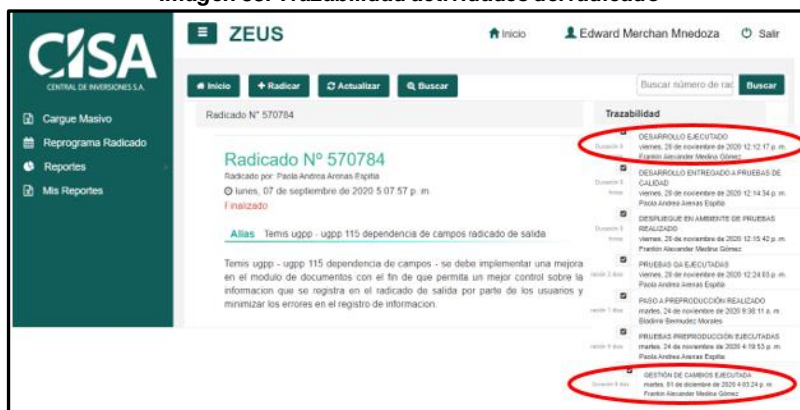 Imagen 38. Trazabilidad actividades del radicado
CISA
CENTRAL DE INVERSIONES S.A.
Cargue Masivo
Reprograma Radicado
Reportes
Mis Reportes
ZEUS
Inicio
Edward Merchan Mnedoza
Salir
Inicio
Radicar
Actualizar
Buscar
Buscar número de rad
Buscar
Radicado N° 570784
Radicado Nº 570784
Radicado por: Paola Andrea Arenas Espitia
lunes, 07 de septiembre de 2020 5 07 57 p. m.
Finalizado
Alias Temis ugpp - ugpp 115 dependencia de campos radicado de salida
Temis ugpp - ugpp 115 dependencia de campos - se debe implementar una mejora
en el modulo de documentos con el fin de que permita un mejor control sobre la
informacion que se registra en el radicado de salida por parte de los usuarios y
minimizar los errores en el registro de informacion.
Trazabilidad
DESARROLLO EJECUTADO
viernes, 20 de noviembre de 2020 12:12:17 p. m.
Franklin Alexander Medina Gómez
DESARROLLO ENTREGADO A PRUEBAS DE
CALIDAD
viernes, 20 de noviembre de 2020 12:14:34 p. m.
Paola Andrea Arenas Espitia
DESPLIEGUE EN AMBIENTE DE PRUEBAS
REALIZADO
viernes, 20 de noviembre de 2020 12:15:42 p. m.
Franklin Alexander Medina Gómez
PRUEBAS QA EJECUTADAS
viernes, 20 de noviembre de 2020 12:24:03 p. m.
Paola Andrea Arenas Espitia
PASO A PREPRODUCCIÓN REALIZADO
martes, 24 de noviembre de 2020 9:36:11 a. m.
Bladimir Bermudez Morales
PRUEBAS PREPRODUCCIÓN EJECUTADAS
martes, 24 de noviembre de 2020 4:19:53 p. m.
Paola Andrea Arenas Espitia
GESTIÓN DE CAMBIOS EJECUTADA
martes, 01 de diciembre de 2020 4:03:24 p. m.
Franklin Alexander Medina Gómez